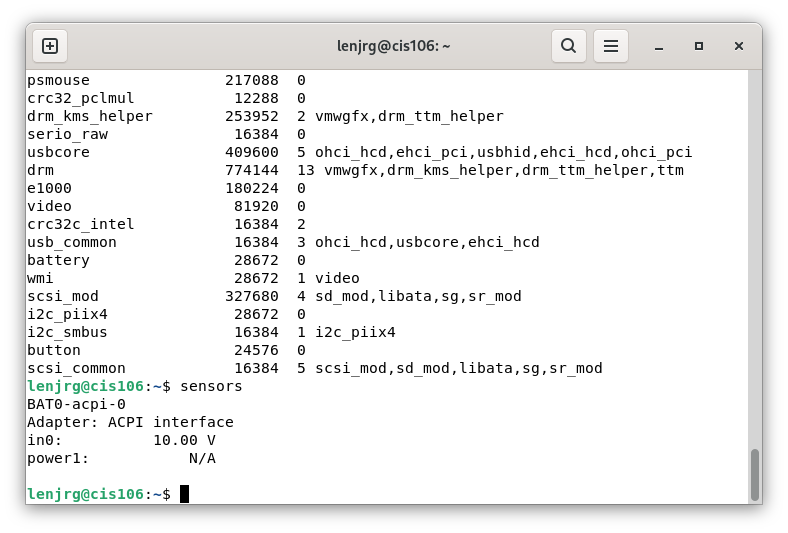 lenjrg@cis106: ~
psmouse                217088  0
crc32_pclmul            12288  0
drm_kms_helper         253952  2 vmwgfx,drm_ttm_helper
serio_raw               16384  0
usbcore                409600  5 ohci_hcd,ehci_pci,usbhid,ehci_hcd,ohci_pci
drm                    774144  13 vmwgfx,drm_kms_helper,drm_ttm_helper,ttm
e1000                  180224  0
video                   81920  0
crc32c_intel            16384  2
usb_common              16384  3 ohci_hcd,usbcore,ehci_hcd
battery                 28672  0
wmi                     28672  1 video
scsi_mod               327680  4 sd_mod,libata,sg,sr_mod
i2c_piix4               28672  0
i2c_smbus               16384  1 i2c_piix4
button                  24576  0
scsi_common             16384  5 scsi_mod,sd_mod,libata,sg,sr_mod
lenjrg@cis106:~$ sensors
BAT0-acpi-0
Adapter: ACPI interface
in0:          10.00 V
power1:           N/A
lenjrg@cis106:~$